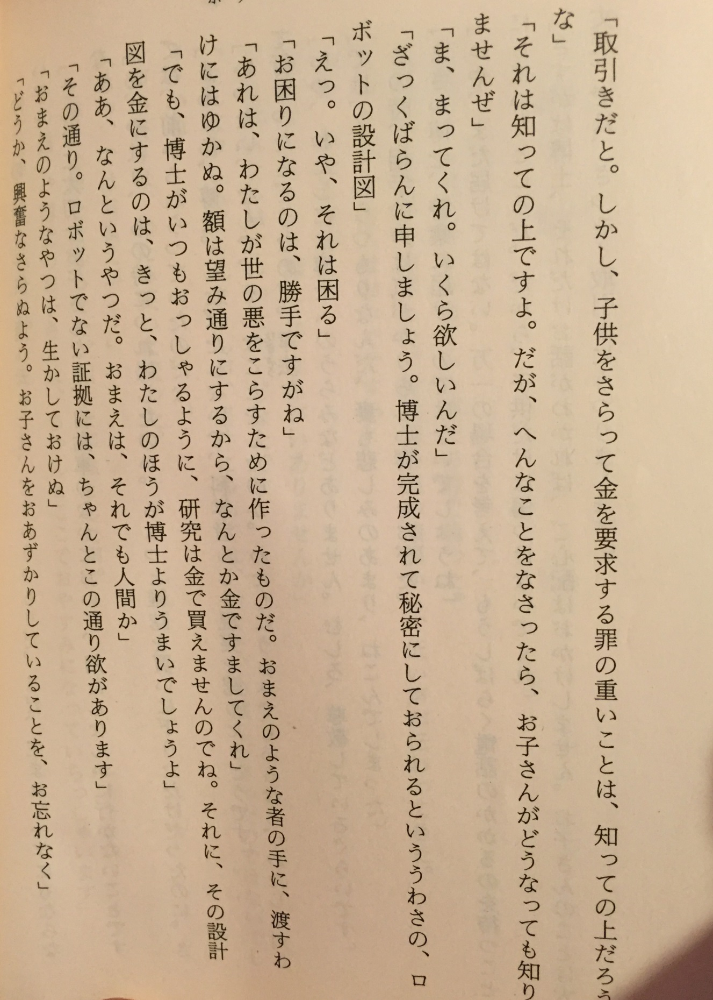 「取引きだと。しかし、子供をさらって金を要求する罪の重いことは、知っての上だろう
な」
「それは知っての上ですよ。だが、へんなことをなさったら、お子さんがどうなっても知り
ませんぜ」
「ま、まってくれ。いくら欲しいんだ」
「ざっくばらんに申しましょう。博士が完成されて秘密にしておられるといううわさの、ロ
ボットの設計図」
「えっ。いや、それは困る」
「お困りになるのは、勝手ですがね」
「あれは、わたしが世の悪をこらすために作ったものだ。おまえのような者の手に、渡すわ
けにはゆかぬ。額は望み通りにするから、なんとか金ですましてくれ」
「でも、博士がいつもおっしゃるように、研究は金で買えませんのでね。それに、その設計
図を金にするのは、きっと、わたしのほうが博士よりうまいでしょうよ」
「ああ、なんというやつだ。おまえは、それでも人間か」
「その通り。ロボットでない証拠には、ちゃんとこの通り欲があります」
「おまえのようなやつは、生かしておけぬ」
「どうか、興奮なさらぬよう。お子さんをおあずかりしていることを、お忘れなく」